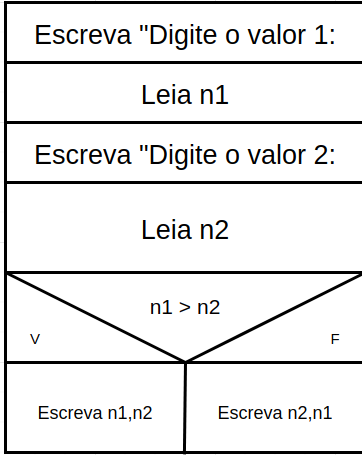 Escreva "Digite o valor 1:
Leia n1
Escreva "Digite o valor 2:
Leia n2
n1 > n2
V
F
Escreva n1,n2
Escreva n2,n1